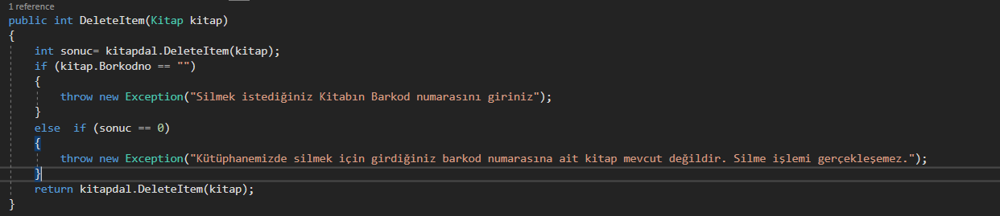 1 reference
public int DeleteItem(Kitap kitap)
{
int sonuc= kitapdal.DeleteItem(kitap);
if (kitap.Borkodno == "")
{
throw new Exception("Silmek istediğiniz Kitabın Barkod numarasını giriniz");
}
else  if (sonuc == 0)
{
throw new Exception("Kütüphanemizde silmek için girdiğiniz barkod numarasına ait kitap mevcut değildir. Silme işlemi gerçekleşemez.");
}
return kitapdal.DeleteItem(kitap);
}